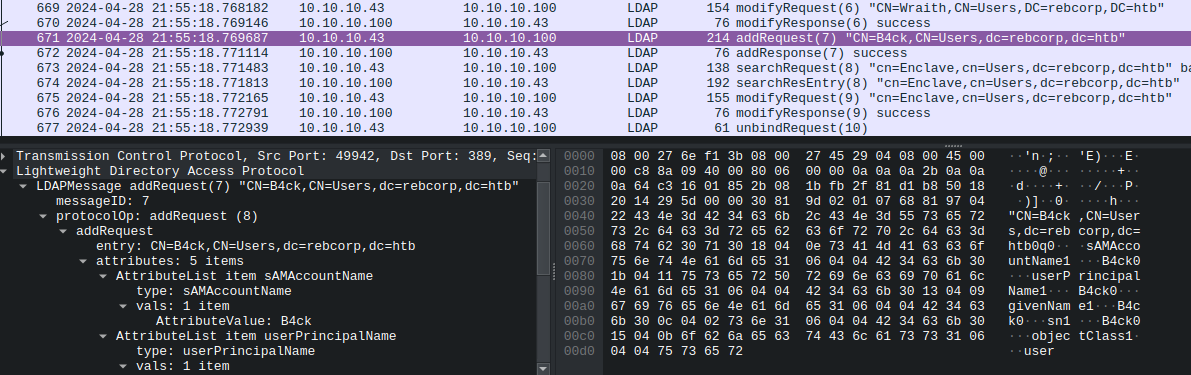 669 2024-04-28 21:55:18.768182 10.10.10.43 10.10.10.100 LDAP 154 modifyRequest(6) "CN=Wraith,CN=Users,DC=rebcorp,DC=htb"
670 2024-04-28 21:55:18.769146 10.10.10.100 10.10.10.43 LDAP 76 modifyResponse(6) success
671 2024-04-28 21:55:18.769687 10.10.10.43 10.10.10.100 LDAP 214 addRequest(7) "CN=B4ck,CN=Users,dc=rebcorp,dc=htb"
672 2024-04-28 21:55:18.771114 10.10.10.100 10.10.10.43 LDAP 76 addResponse(7) success
673 2024-04-28 21:55:18.771483 10.10.10.43 10.10.10.100 LDAP 138 searchRequest(8) "cn=Enclave,cn=Users,dc=rebcorp,dc=htb" ba
674 2024-04-28 21:55:18.771813 10.10.10.100 10.10.10.43 LDAP 192 searchResEntry(8) "cn=Enclave,cn=Users,dc=rebcorp,dc=htb"
675 2024-04-28 21:55:18.772165 10.10.10.43 10.10.10.100 LDAP 155 modifyRequest(9) "cn=Enclave,cn=Users,dc=rebcorp,dc=htb"
676 2024-04-28 21:55:18.772791 10.10.10.100 10.10.10.43 LDAP 76 modifyResponse(9) success
677 2024-04-28 21:55:18.772939 10.10.10.43 10.10.10.100 LDAP 61 unbindRequest(10)
Transmission Control Protocol, Src Port: 49942, Dst Port: 389, Seq:
Lightweight Directory Access Protocol
LDAPMessage addRequest(7) "CN=B4ck,CN=Users,dc=rebcorp,dc=htb"
messageID: 7
protocolOp: addRequest (8)
addRequest
entry: CN=B4ck,CN=Users,dc=rebcorp,dc=htb
attributes: 5 items
AttributeList item sAMAccountName
type: sAMAccountName
vals: 1 item
AttributeValue: B4ck
AttributeList item userPrincipalName
type: userPrincipalName
vals: 1 item
0000 08 00 27 6e f1 3b 08 00 27 45 29 04 08 00 45 00 ··'n·;·· 'E)···E·
0010 00 c8 8a 09 40 00 80 06 00 00 0a 0a 0a 2b 0a 0a ····@··· ·····+··
0020 0a 64 c3 16 01 85 2b 08 1b fb 2f 81 d1 b8 50 18 ·d····+· ··/···P·
0030 20 14 29 5d 00 00 30 81 9d 02 01 07 68 81 97 04 ·)]··0· ····h···
0040 22 43 4e 3d 42 34 63 6b 2c 43 4e 3d 55 73 65 72 "CN=B4ck ,CN=User
0050 73 2c 64 63 3d 72 65 62 63 6f 72 70 2c 64 63 3d s,dc=reb corp,dc=
0060 68 74 62 30 71 30 18 04 0e 73 41 4d 41 63 63 6f htb0q0·· ·sAMAcco
0070 75 6e 74 4e 61 6d 65 31 06 04 04 42 34 63 6b 30 untName1 ···B4ck0
0080 1b 04 11 75 73 65 72 50 72 69 6e 63 69 70 61 6c ···userP rincipal
0090 4e 61 6d 65 31 06 04 04 42 34 63 6b 30 13 04 09 Name1··· B4ck0···
00a0 67 69 76 65 6e 4e 61 6d 65 31 06 04 04 42 34 63 givenNam e1···B4c
00b0 6b 30 0c 04 02 73 6e 31 06 04 04 42 34 63 6b 30 k0···sn1 ···B4ck0
00c0 15 04 0b 6f 62 6a 65 63 74 43 6c 61 73 73 31 06 ···objec tClass1·
00d0 04 04 75 73 65 72 ··user